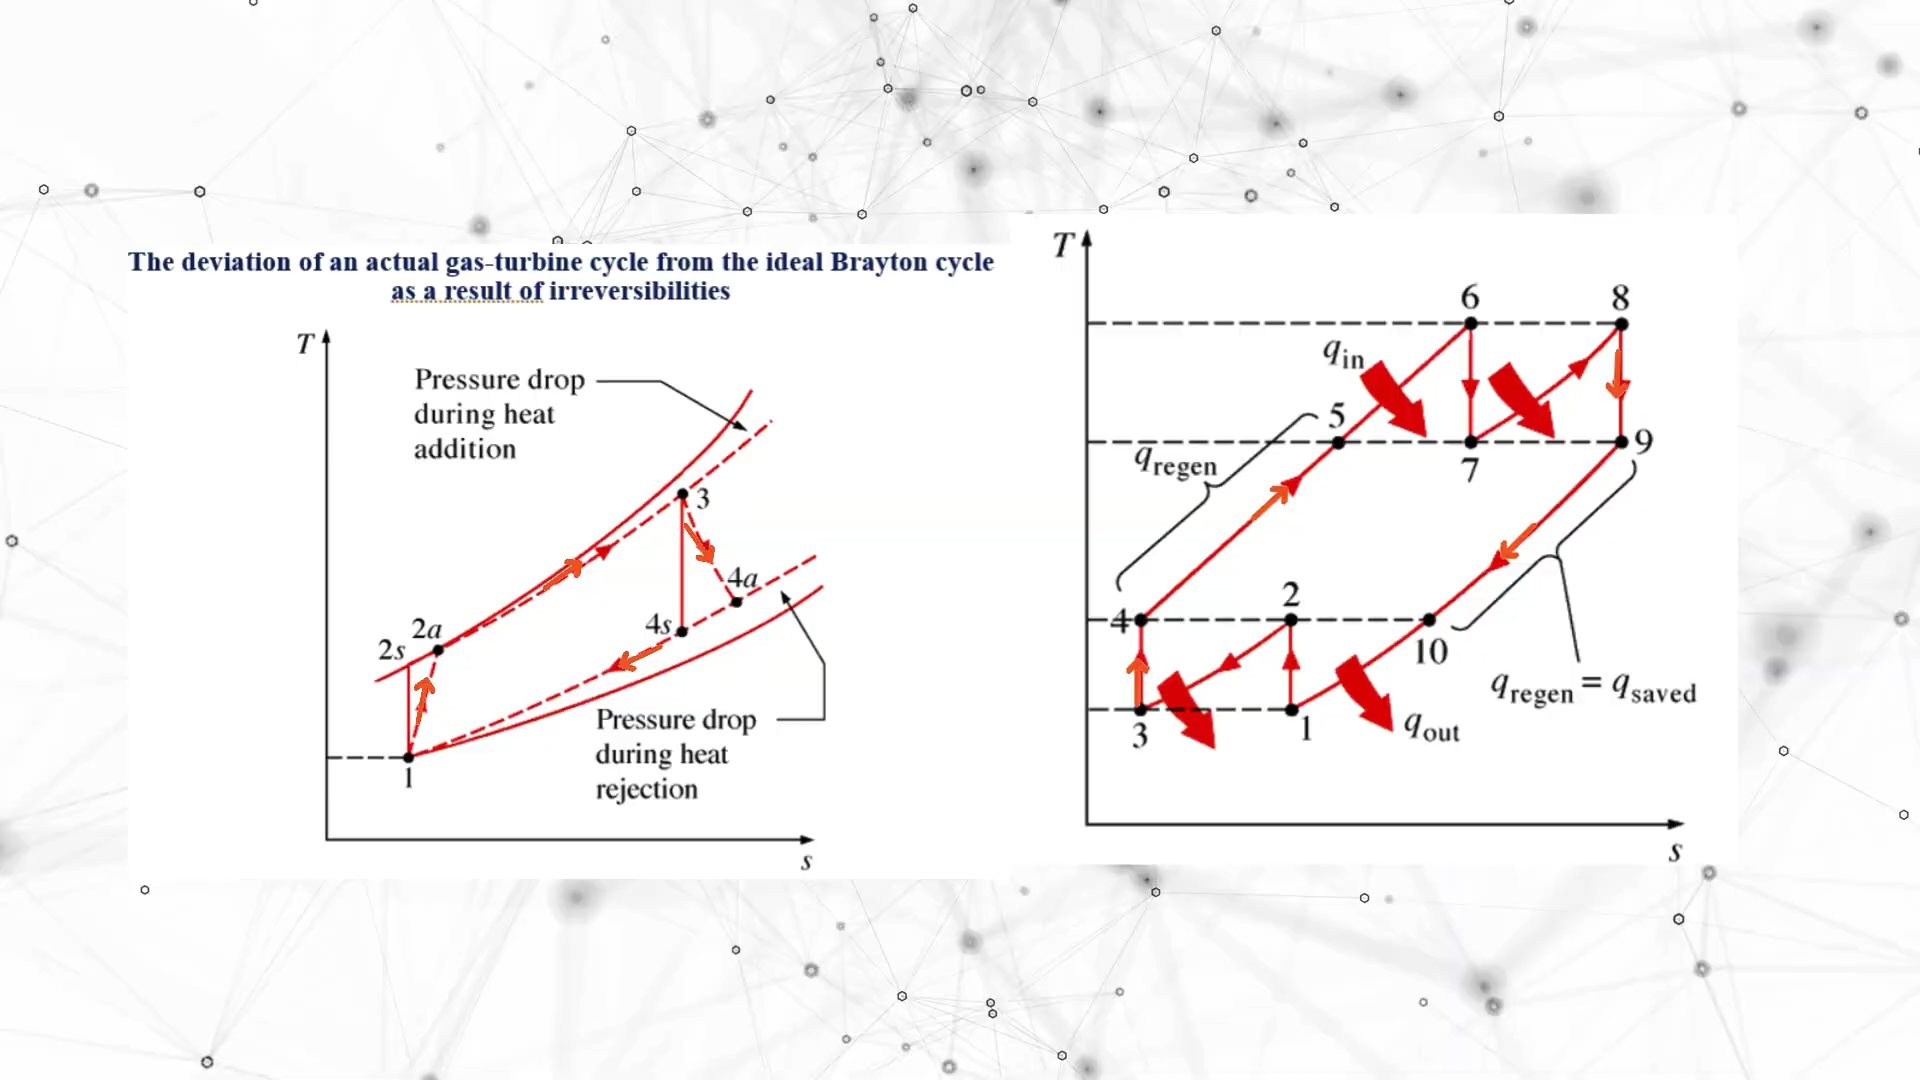 The deviation of an actual gas-turbine cycle from the ideal Brayton cycle
as a result of irreversibilities
T
Pressure drop
during heat
addition
3
4a
4s
2a
2s
1
Pressure drop
during heat
rejection
s
T
6
8
qin
5
9
qregen
7
2
4
10
qregen = qsaved
3
1
qout
s